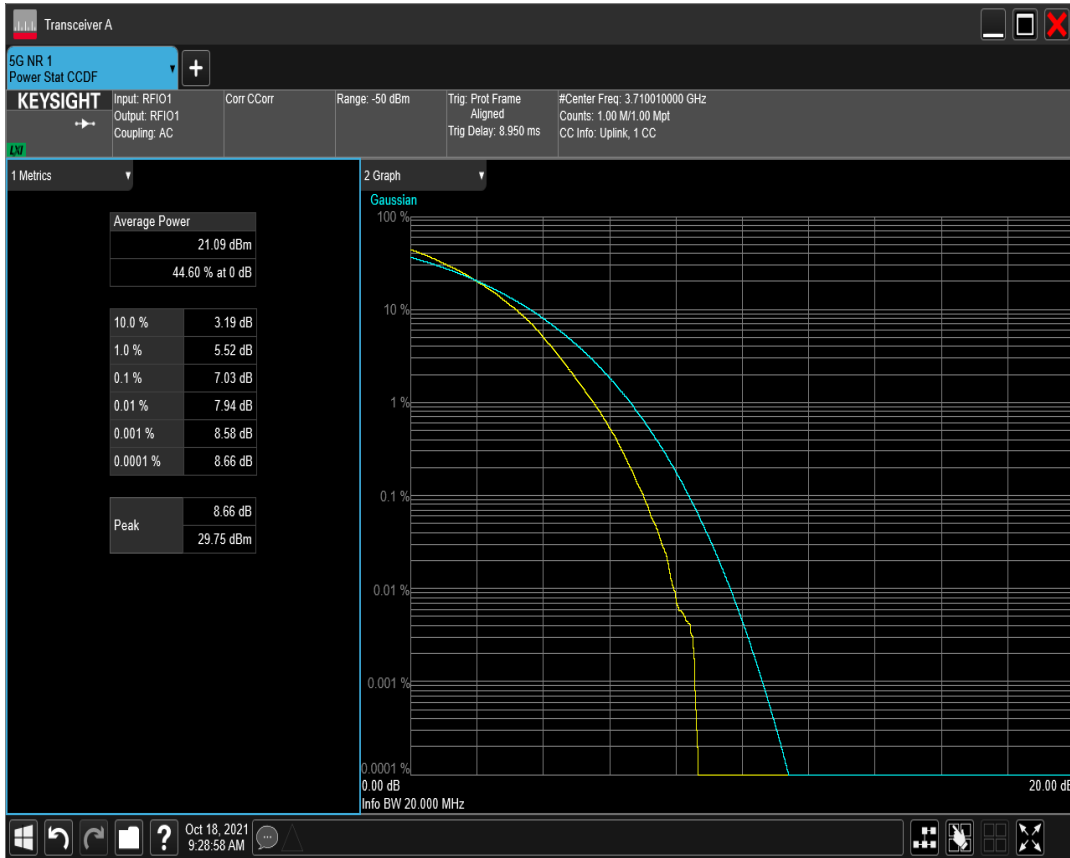 Transceiver A
5G NR 1
Power Stat CCDF
+
KEYSIGHT
LXI
Input: RFIO1
Output: RFIO1
Coupling: AC
Corr CCorr
Range: -50 dBm
Trig: Prot Frame
Aligned
Trig Delay: 8.950 ms
#Center Freq: 3.710010000 GHz
Counts: 1.00 M/1.00 Mpt
CC Info: Uplink, 1 CC
1 Metrics
Average Power
21.09 dBm
44.60 % at 0 dB
10.0 % 3.19 dB
1.0 % 5.52 dB
0.1 % 7.03 dB
0.01 % 7.94 dB
0.001 % 8.58 dB
0.0001 % 8.66 dB
Peak
8.66 dB
29.75 dBm
2 Graph
Gaussian
100 %
10 %
1 %
0.1 %
0.01 %
0.001 %
0.0001 %
0.00 dB 20.00 dB
Info BW 20.000 MHz
? Oct 18, 2021
9:28:58 AM